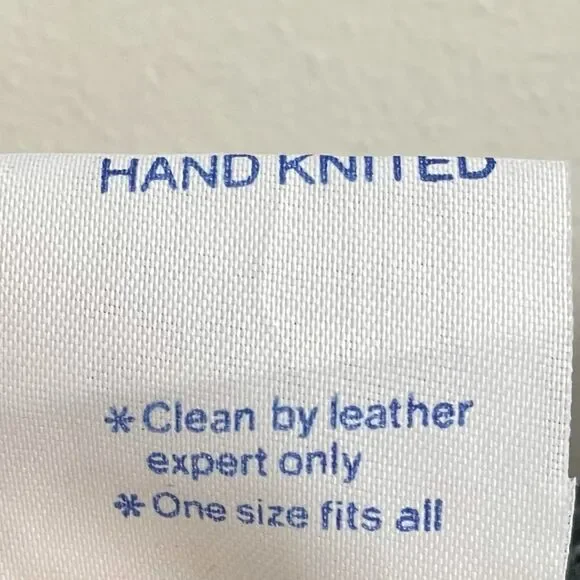 HAND KNITED
*Clean by leather
expert only
*One size fits all